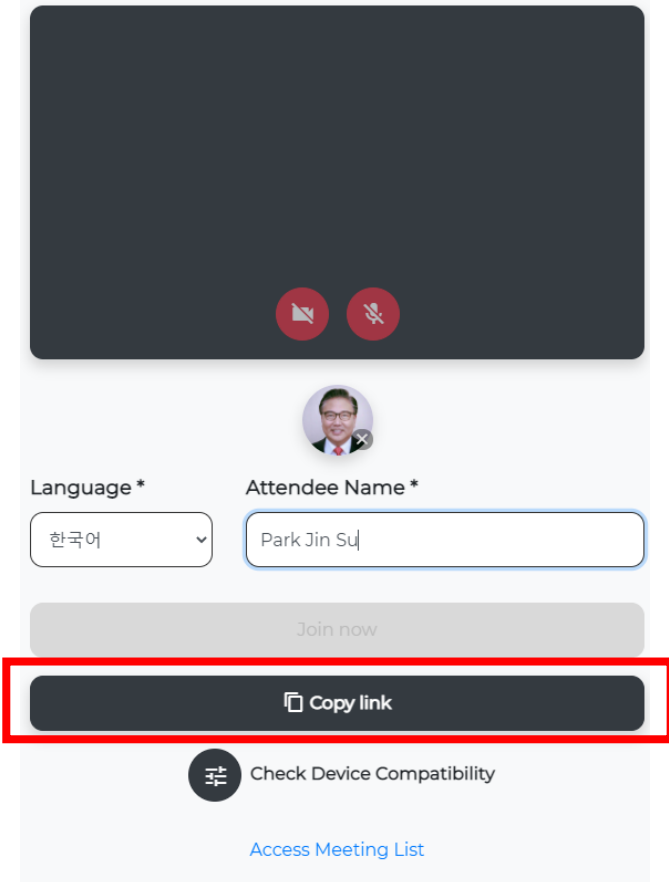 Language *
Attendee Name *
한국어
Park Jin Su
Join now
Copy link
Check Device Compatibility
Access Meeting List